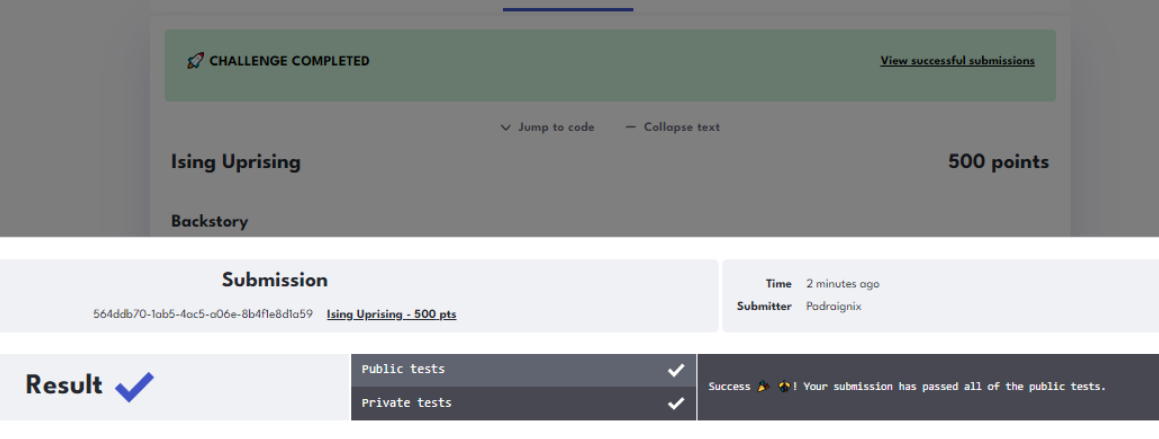 🚀 CHALLENGE COMPLETED View successful submissions
Jump to code — Collapse text
Ising Uprising 500 points
Backstory
Submission
564ddb70-1ab5-4ac5-a06e-8b4f1e8d1a59 Ising Uprising - 500 pts
Time 2 minutes ago
Submitter Padraignix
Result
Public tests
Private tests
Success 🎉 ! Your submission has passed all of the public tests.